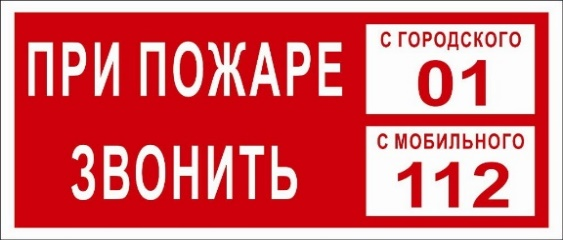 ПРИ ПОЖАРЕ
ЗВОНИТЬ
С ГОРОДСКОГО
01
С МОБИЛЬНОГО
112